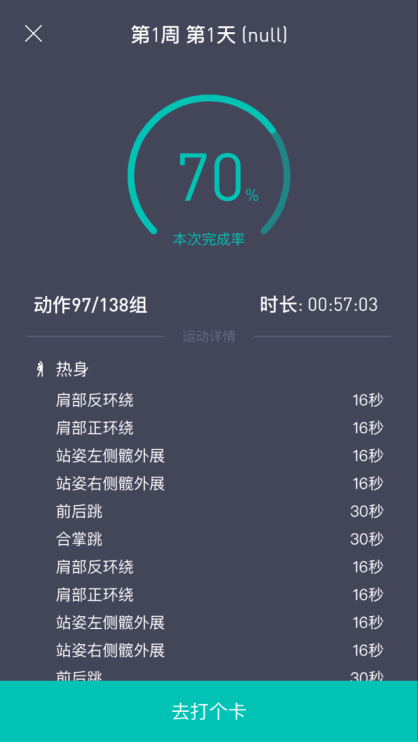 第1周 第1天 (null)
70%
本次完成率
动作97/138组 时长: 00:57:03
运动详情
热身
肩部反环绕 16秒
肩部正环绕 16秒
站姿左侧髋外展 16秒
站姿右侧髋外展 16秒
前后跳 30秒
合掌跳 30秒
肩部反环绕 16秒
肩部正环绕 16秒
站姿左侧髋外展 16秒
站姿右侧髋外展 16秒
前后跳 30秒
去打个卡